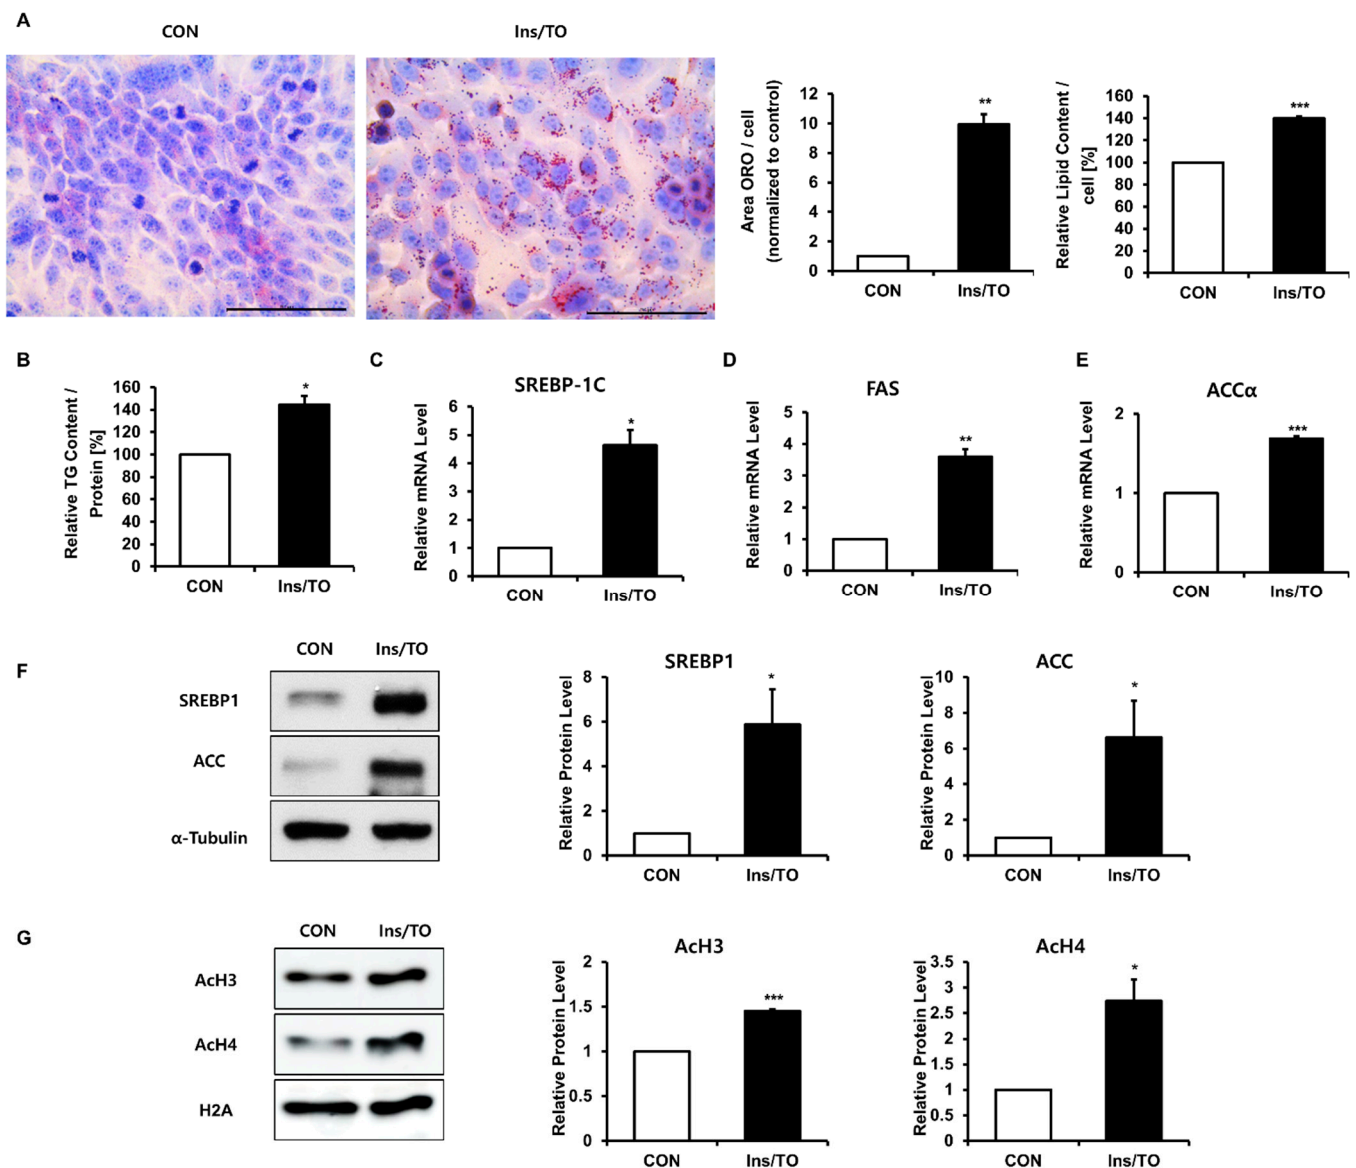 A
CON
Ins/TO
Area ORO / cell
(normalized to control)
12
10
8
6
4
2
0
**
CON
Ins/TO
Relative Lipid Content /
cell [%]
160
140
120
100
80
60
40
20
0
***
CON
Ins/TO
B
Relative TG Content /
Protein [%]
160
140
120
100
80
60
40
20
0
*
CON
Ins/TO
C
SREBP-1C
Relative mRNA Level
6
5
4
3
2
1
0
*
CON
Ins/TO
D
FAS
Relative mRNA Level
5
4
3
2
1
0
**
CON
Ins/TO
E
ACCα
Relative mRNA Level
2
1
0
***
CON
Ins/TO
F
CON
Ins/TO
SREBP1
ACC
α-Tubulin
SREBP1
Relative Protein Level
8
6
4
2
0
*
CON
Ins/TO
ACC
Relative Protein Level
10
8
6
4
2
0
*
CON
Ins/TO
G
CON
Ins/TO
AcH3
AcH4
H2A
AcH3
Relative Protein Level
2
1.5
1
0.5
0
***
CON
Ins/TO
AcH4
Relative Protein Level
3.5
3
2.5
2
1.5
1
0.5
0
*
CON
Ins/TO